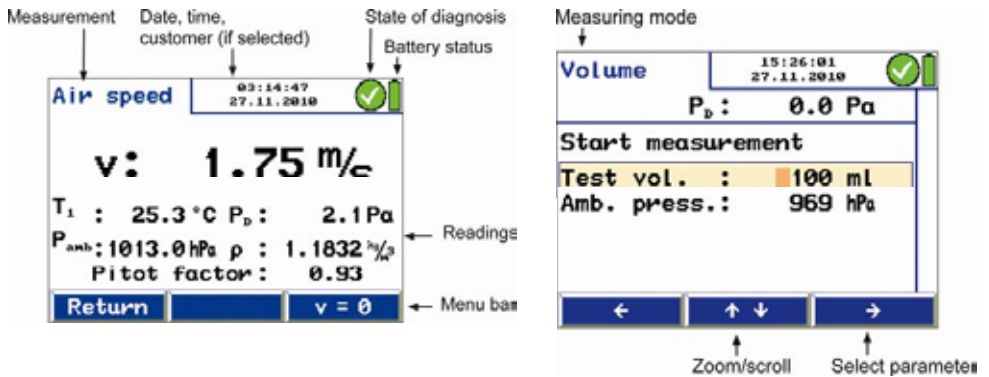 Measurement
Date, time,
customer (if selected)
State of diagnosis
Battery status
Air speed
03:14:47
27.11.2010
v: 1.75 m/s
T1 : 25.3 °C PD: 2.1 Pa
Pamb: 1013.0 hPa ρ : 1.1832 kg/m³
Pitot factor: 0.93
Readings
Return
v = 0
Menu bar
Measuring mode
Volume
15:26:01
27.11.2010
PD: 0.0 Pa
Start measurement
Test vol. : 100 ml
Amb. press.: 969 hPa
← ↑ ↓ →
Zoom/scroll
Select parameter